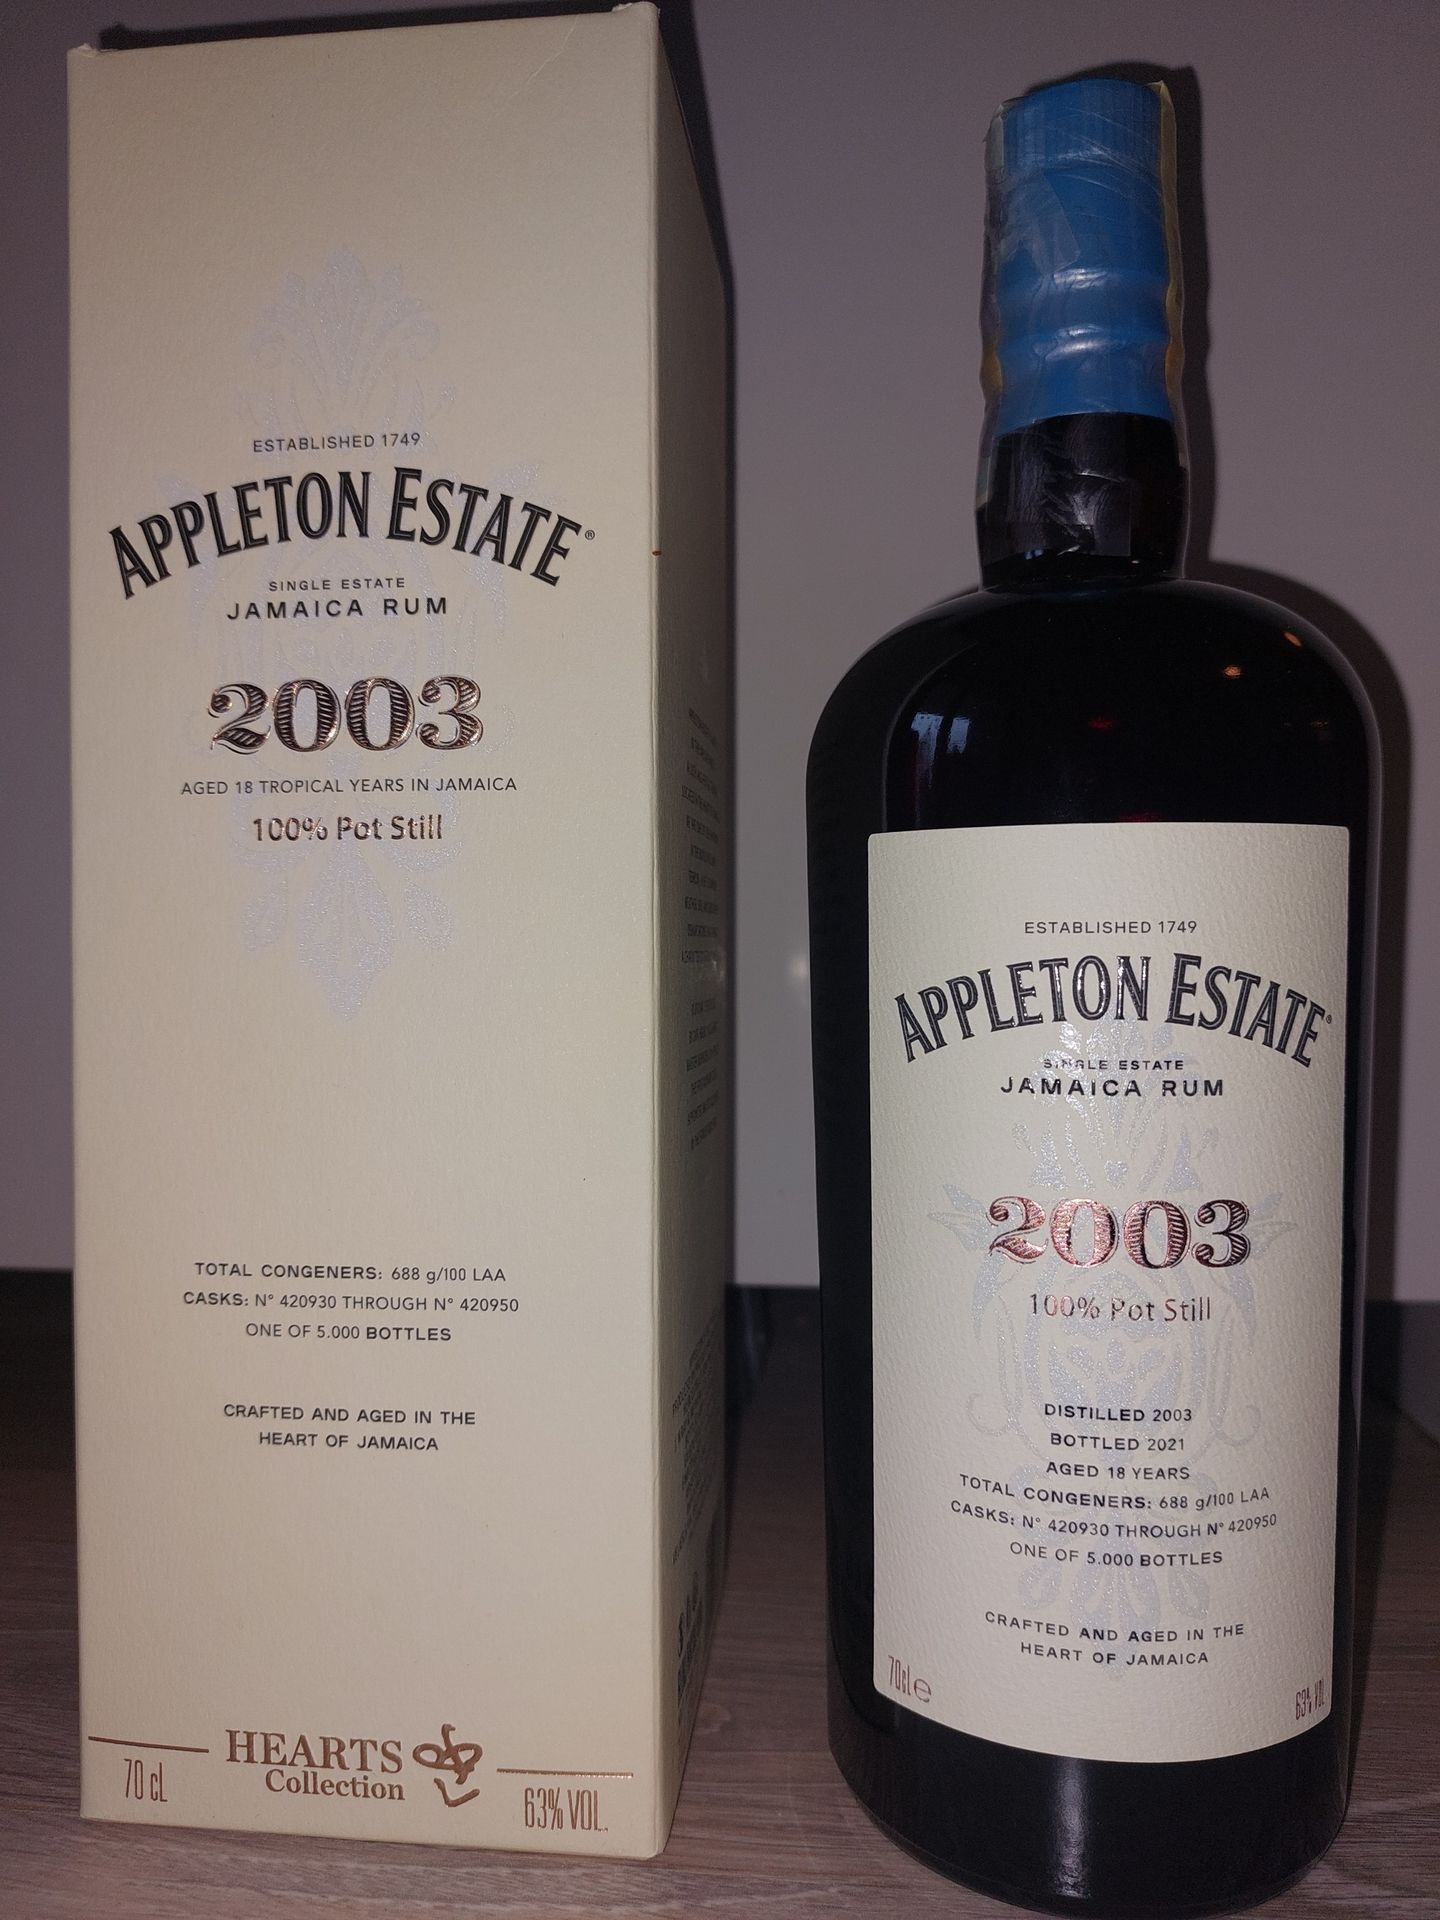 ESTABLISHED 1749
APPLETON ESTATE®
SINGLE ESTATE
JAMAICA RUM
2003
AGED 18 TROPICAL YEARS IN JAMAICA
100% Pot Still
TOTAL CONGENERS: 688 g/100 LAA
CASKS: N° 420930 THROUGH N° 420950
ONE OF 5.000 BOTTLES
CRAFTED AND AGED IN THE
HEART OF JAMAICA
HEARTS
Collection
70 cL
63% VOL.
ESTABLISHED 1749
APPLETON ESTATE®
SINGLE ESTATE
JAMAICA RUM
2003
100% Pot Still
DISTILLED 2003
BOTTLED 2021
AGED 18 YEARS
TOTAL CONGENERS: 688 g/100 LAA
CASKS: N° 420930 THROUGH N° 420950
ONE OF 5.000 BOTTLES
CRAFTED AND AGED IN THE
HEART OF JAMAICA
70cl e
63% VOL